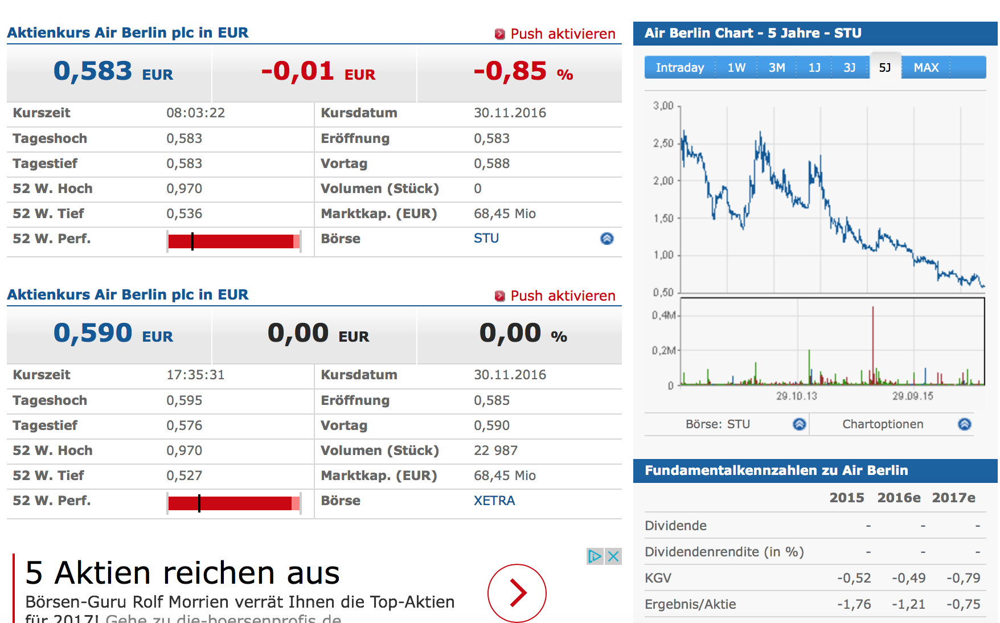 Aktienkurs Air Berlin plc in EUR
Push aktivieren
0,583 EUR
-0,01 EUR
-0,85 %
Kurszeit 08:03:22 Kursdatum 30.11.2016
Tageshoch 0,583 Eröffnung 0,583
Tagestief 0,583 Vortag 0,588
52 W. Hoch 0,970 Volumen (Stück) 0
52 W. Tief 0,536 Marktkap. (EUR) 68,45 Mio
52 W. Perf. Börse STU
Aktienkurs Air Berlin plc in EUR
Push aktivieren
0,590 EUR
0,00 EUR
0,00 %
Kurszeit 17:35:31 Kursdatum 30.11.2016
Tageshoch 0,595 Eröffnung 0,585
Tagestief 0,576 Vortag 0,590
52 W. Hoch 0,970 Volumen (Stück) 22 987
52 W. Tief 0,527 Marktkap. (EUR) 68,45 Mio
52 W. Perf. Börse XETRA
5 Aktien reichen aus
Börsen-Guru Rolf Morrien verrät Ihnen die Top-Aktien
für 2017! Gehe zu die-boersenprofis.de
Air Berlin Chart - 5 Jahre - STU
Intraday 1W 3M 1J 3J 5J MAX
3,00
2,50
2,00
1,50
1,00
0,50
0,4M
0,2M
0
29.10.13 29.09.15
Börse: STU Chartoptionen
Fundamentalkennzahlen zu Air Berlin
2015 2016e 2017e
Dividende - - -
Dividendenrendite (in %) - - -
KGV -0,52 -0,49 -0,79
Ergebnis/Aktie -1,76 -1,21 -0,75